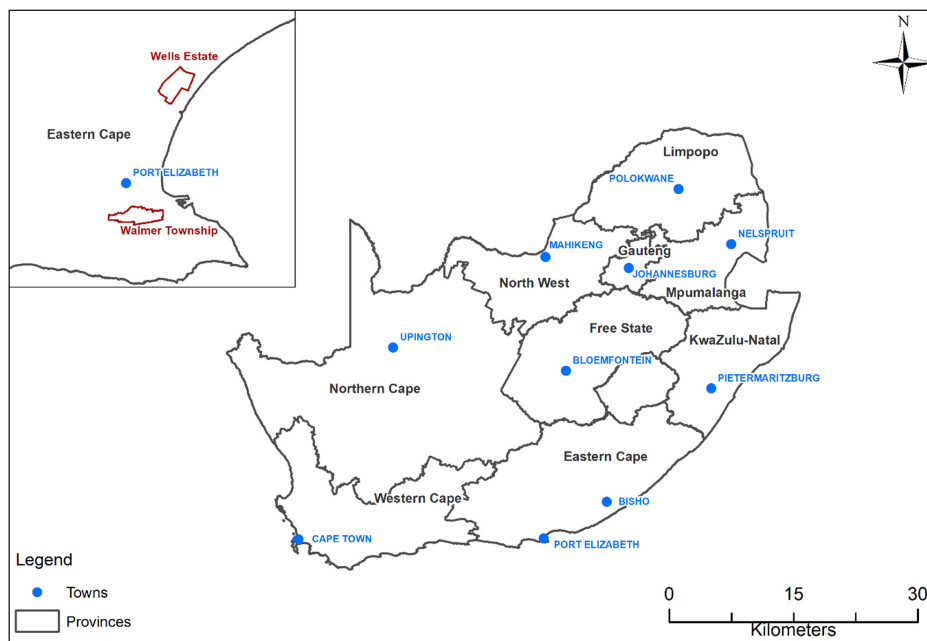 Wells Estate
Eastern Cape
PORT ELIZABETH
Walmer Township
N
Limpopo
POLOKWANE
NELSPRUIT
MAHIKENG
Gauteng
JOHANNESBURG
North West
Mpumalanga
Free State
KwaZulu-Natal
UPINGTON
BLOEMFONTEIN
PIETERMARITZBURG
Northern Cape
Eastern Cape
Western Cape
BISHO
CAPE TOWN
PORT ELIZABETH
Legend
Towns
Provinces
0 15 30
Kilometers